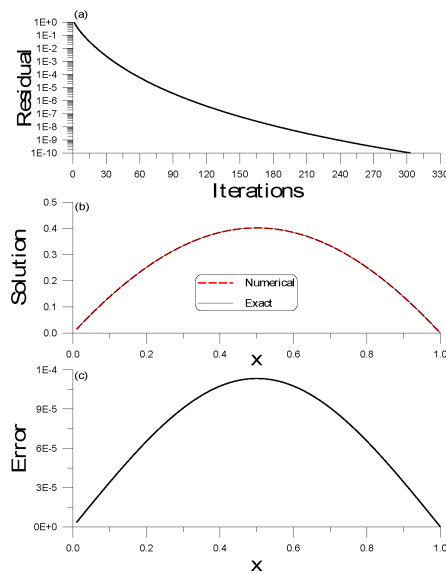 (a)
Residual
1E+0
1E-1
1E-2
1E-3
1E-4
1E-5
1E-6
1E-7
1E-8
1E-9
1E-10
0 30 60 90 120 150 180 210 240 270 300 330
Iterations
(b)
Solution
0.5
0.4
0.3
0.2
0.1
0.0
Numerical
Exact
0.0 0.2 0.4 0.6 0.8 1.0
x
(c)
Error
1E-4
9E-5
6E-5
3E-5
0E+0
0.0 0.2 0.4 0.6 0.8 1.0
x